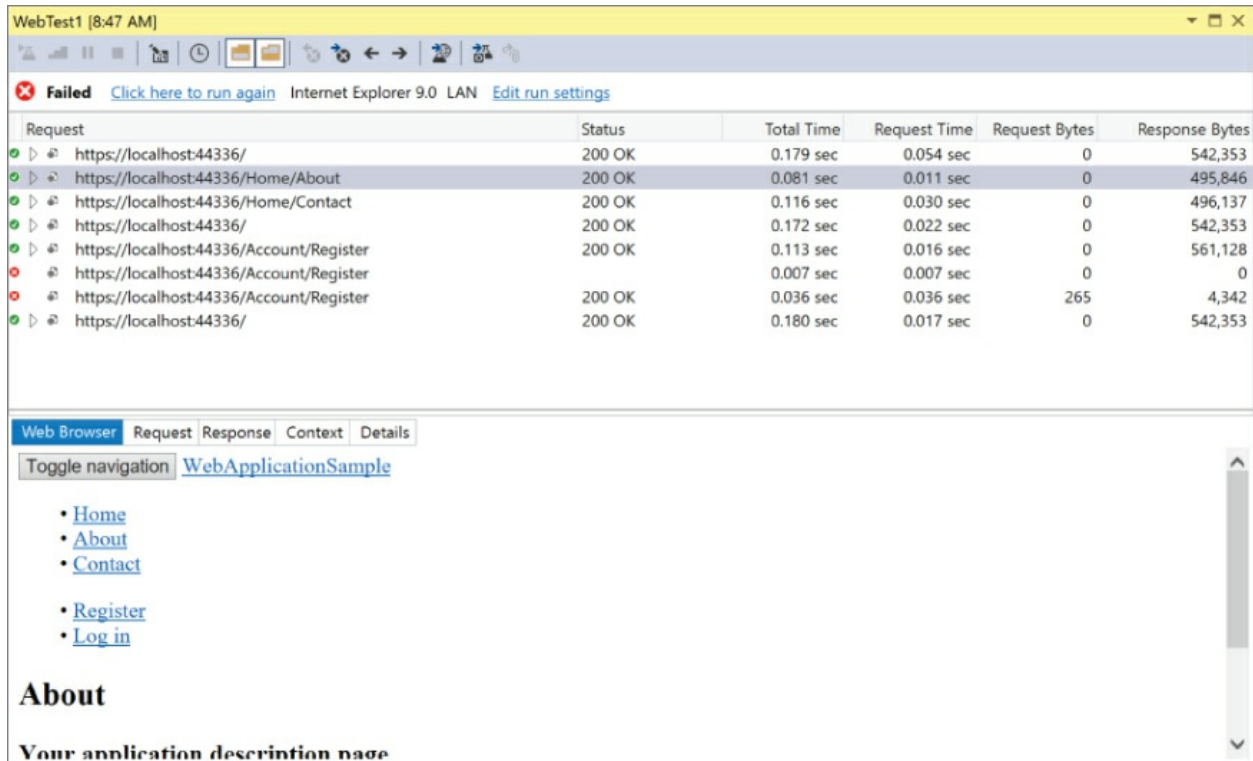 WebTest1 [8:47 AM]
Failed Click here to run again Internet Explorer 9.0 LAN Edit run settings
Request Status Total Time Request Time Request Bytes Response Bytes
https://localhost:44336/ 200 OK 0.179 sec 0.054 sec 0 542,353
https://localhost:44336/Home/About 200 OK 0.081 sec 0.011 sec 0 495,846
https://localhost:44336/Home/Contact 200 OK 0.116 sec 0.030 sec 0 496,137
https://localhost:44336/ 200 OK 0.172 sec 0.022 sec 0 542,353
https://localhost:44336/Account/Register 200 OK 0.113 sec 0.016 sec 0 561,128
https://localhost:44336/Account/Register 0.007 sec 0.007 sec 0 0
https://localhost:44336/Account/Register 200 OK 0.036 sec 0.036 sec 265 4,342
https://localhost:44336/ 200 OK 0.180 sec 0.017 sec 0 542,353
Web Browser Request Response Context Details
Toggle navigation WebApplicationSample
• Home
• About
• Contact
• Register
• Log in
About
Your application description page